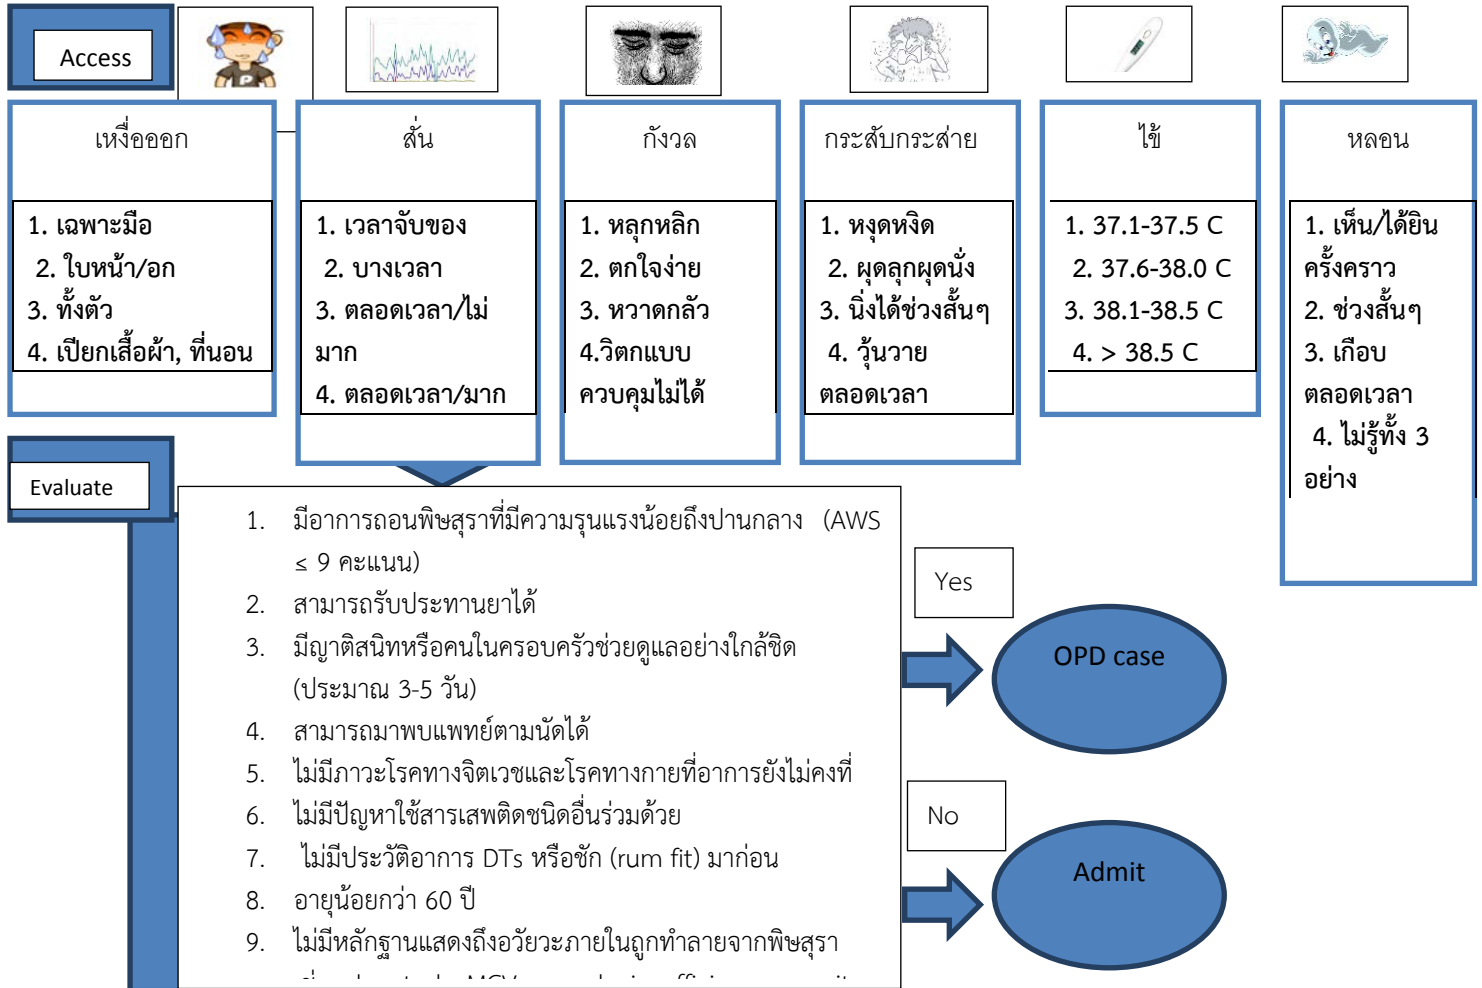 Access
เหงื่อออก
1. เฉพาะมือ
2. ใบหน้า/อก
3. ทั้งตัว
4. เปียกเสื้อผ้า, ที่นอน
สั่น
1. เวลาจับของ
2. บางเวลา
3. ตลอดเวลา/ไม่
มาก
4. ตลอดเวลา/มาก
กังวล
1. หลุกหลิก
2. ตกใจง่าย
3. หวาดกลัว
4.วิตกแบบ
ควบคุมไม่ได้
กระสับกระส่าย
1. หงุดหงิด
2. ผุดลุกผุดนั่ง
3. นิ่งได้ช่วงสั้นๆ
4. วุ้นวาย
ตลอดเวลา
ไข้
1. 37.1-37.5 C
2. 37.6-38.0 C
3. 38.1-38.5 C
4. > 38.5 C
หลอน
1. เห็น/ได้ยิน
ครั้งคราว
2. ช่วงสั้นๆ
3. เกือบ
ตลอดเวลา
4. ไม่รู้ทั้ง 3
อย่าง
Evaluate
1. มีอาการถอนพิษสุราที่มีความรุนแรงน้อยถึงปานกลาง (AWS
≤ 9 คะแนน)
2. สามารถรับประทานยาได้
3. มีญาติสนิทหรือคนในครอบครัวช่วยดูแลอย่างใกล้ชิด
(ประมาณ 3-5 วัน)
4. สามารถมาพบแพทย์ตามนัดได้
5. ไม่มีภาวะโรคทางจิตเวชและโรคทางกายที่อาการยังไม่คงที่
6. ไม่มีปัญหาใช้สารเสพติดชนิดอื่นร่วมด้วย
7. ไม่มีประวัติอาการ DTs หรือชัก (rum fit) มาก่อน
8. อายุน้อยกว่า 60 ปี
9. ไม่มีหลักฐานแสดงถึงอวัยวะภายในถูกทำลายจากพิษสุรา
Yes
OPD case
No
Admit